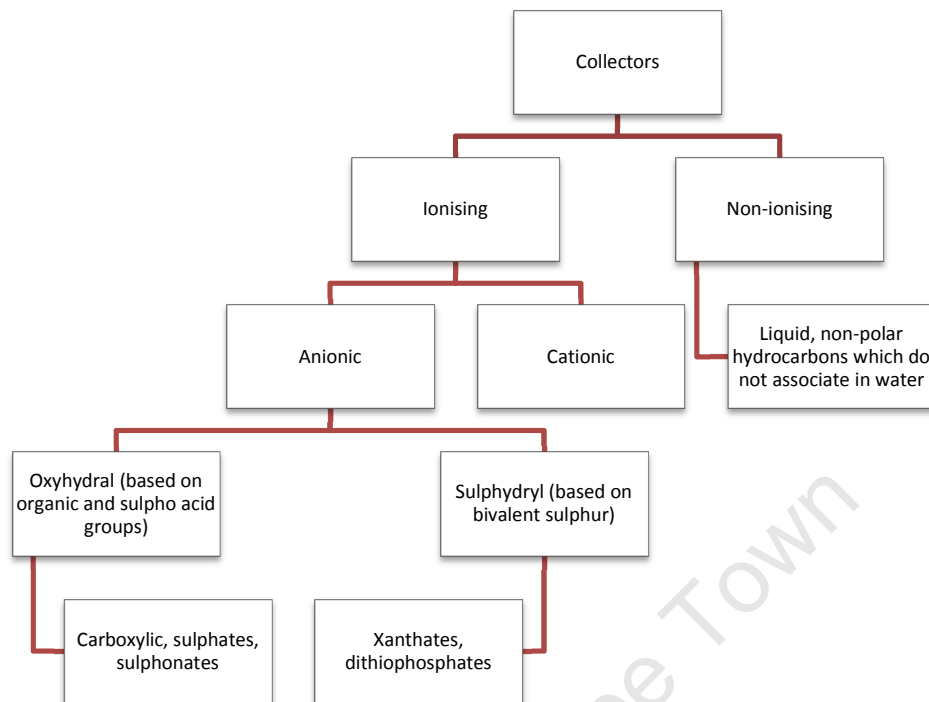 Collectors
Ionising
Non-ionising
Anionic
Cationic
Liquid, non-polar
hydrocarbons which do
not associate in water
Oxyhydral (based on
organic and sulpho acid
groups)
Sulphydryl (based on
bivalent sulphur)
Carboxylic, sulphates,
sulphonates
Xanthates,
dithiophosphates
Town